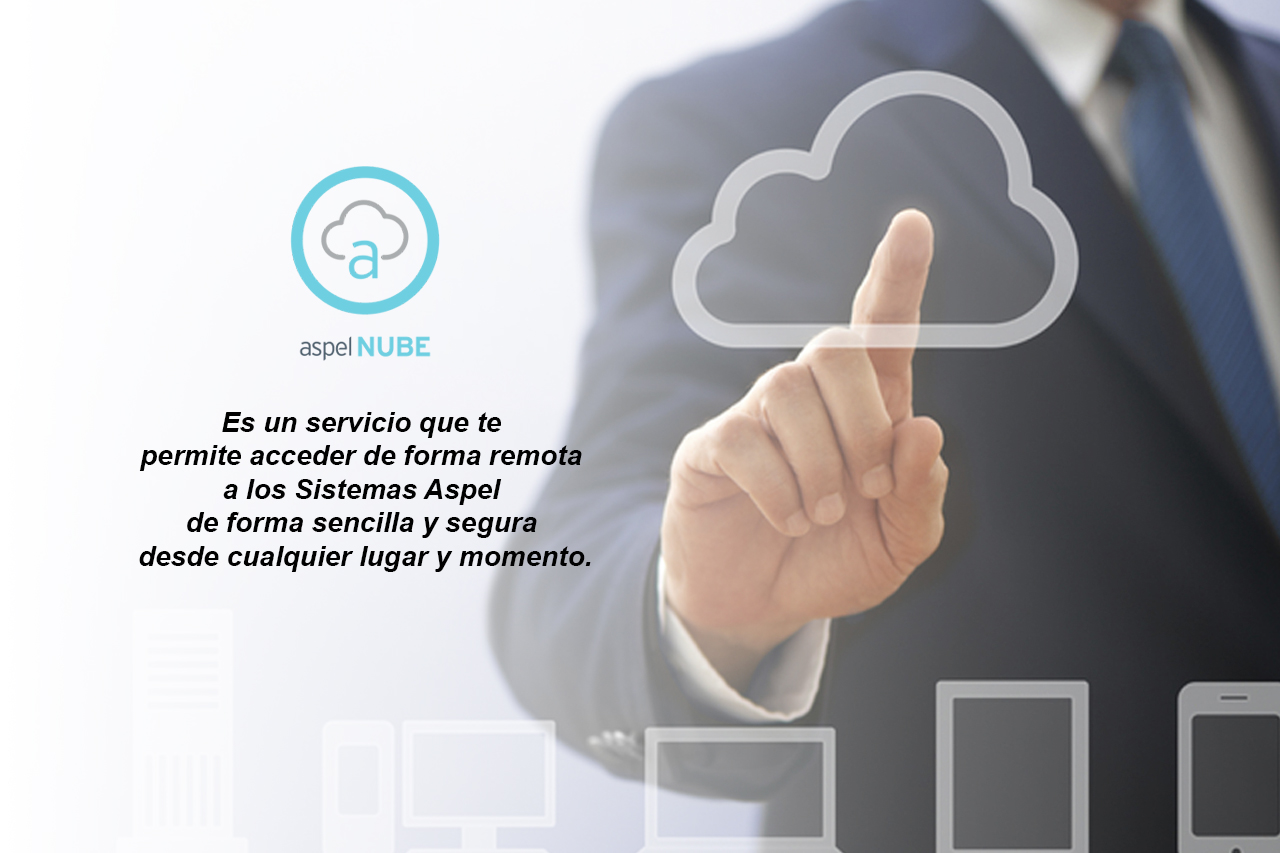 a
aspel NUBE
Es un servicio que te
permite acceder de forma remota
a los Sistemas Aspel
de forma sencilla y segura
desde cualquier lugar y momento.